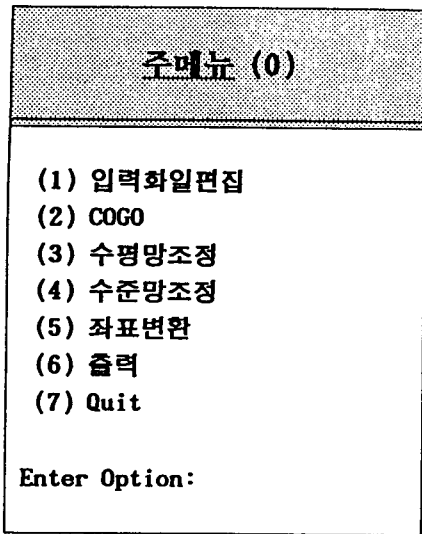 주메뉴 (0)
(1) 입력화일편집
(2) COGO
(3) 수평망조정
(4) 수준망조정
(5) 좌표변환
(6) 출력
(7) Quit
Enter Option: